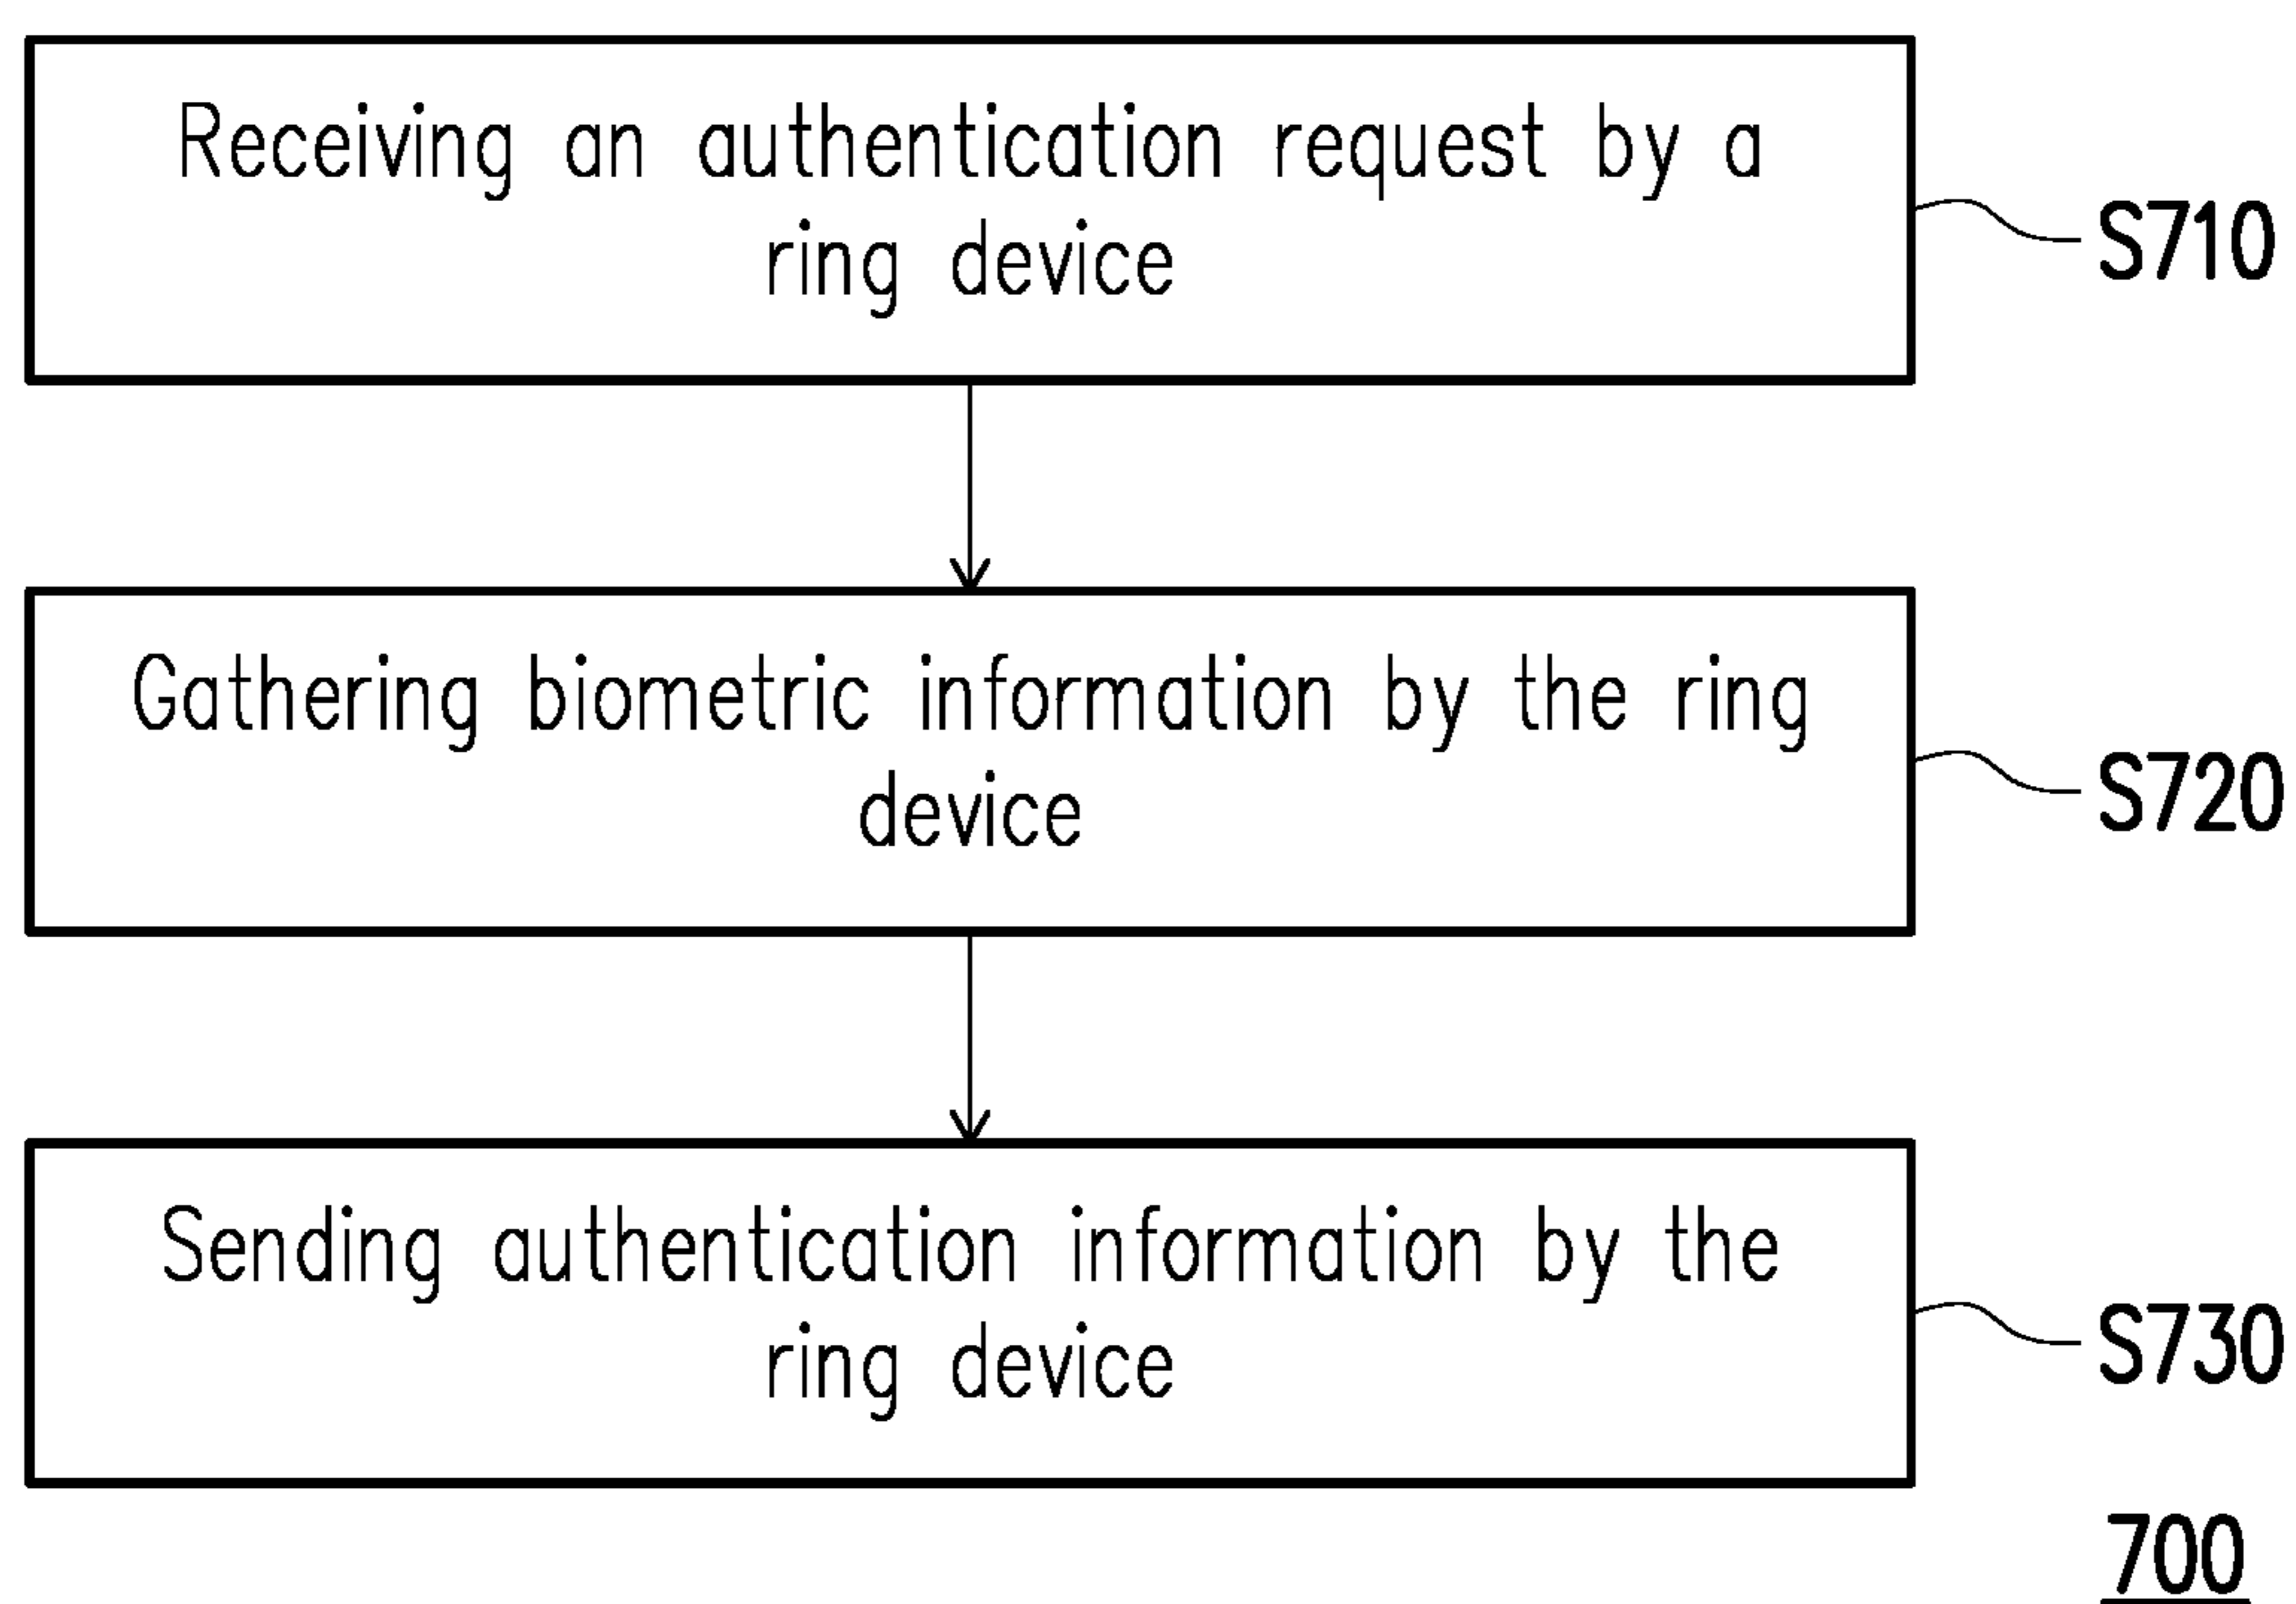 Receiving an authentication request by a
ring device
S710
Gathering biometric information by the ring
device
S720
Sending authentication information by the
ring device
S730
700